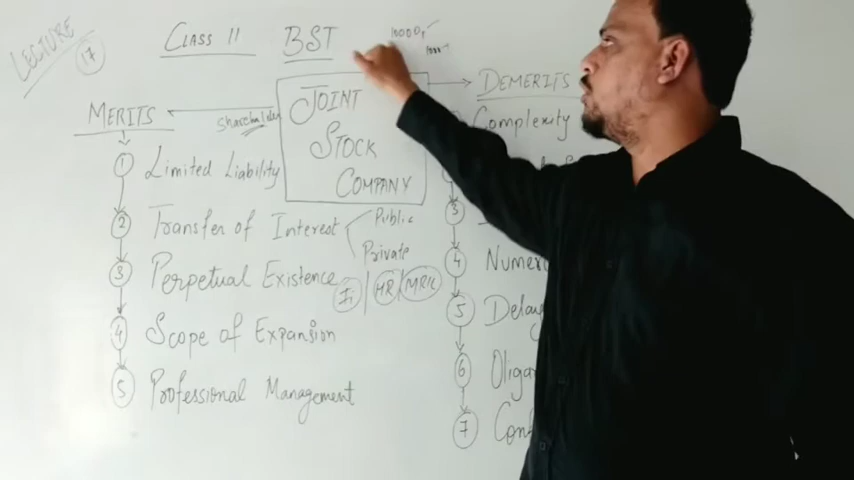 LECTURE 17
CLASS 11 BST
MERITS
shareholders
JOINT
STOCK
COMPANY
DEMERITS
1 Limited Liability
2 Transfer of Interest
Public
Private
3 Perpetual Existence
Fi HR MRK
4 Scope of Expansion
5 Professional Management
Complexity
3
4 Numer
5 Delay
6 Oliga
7 Con